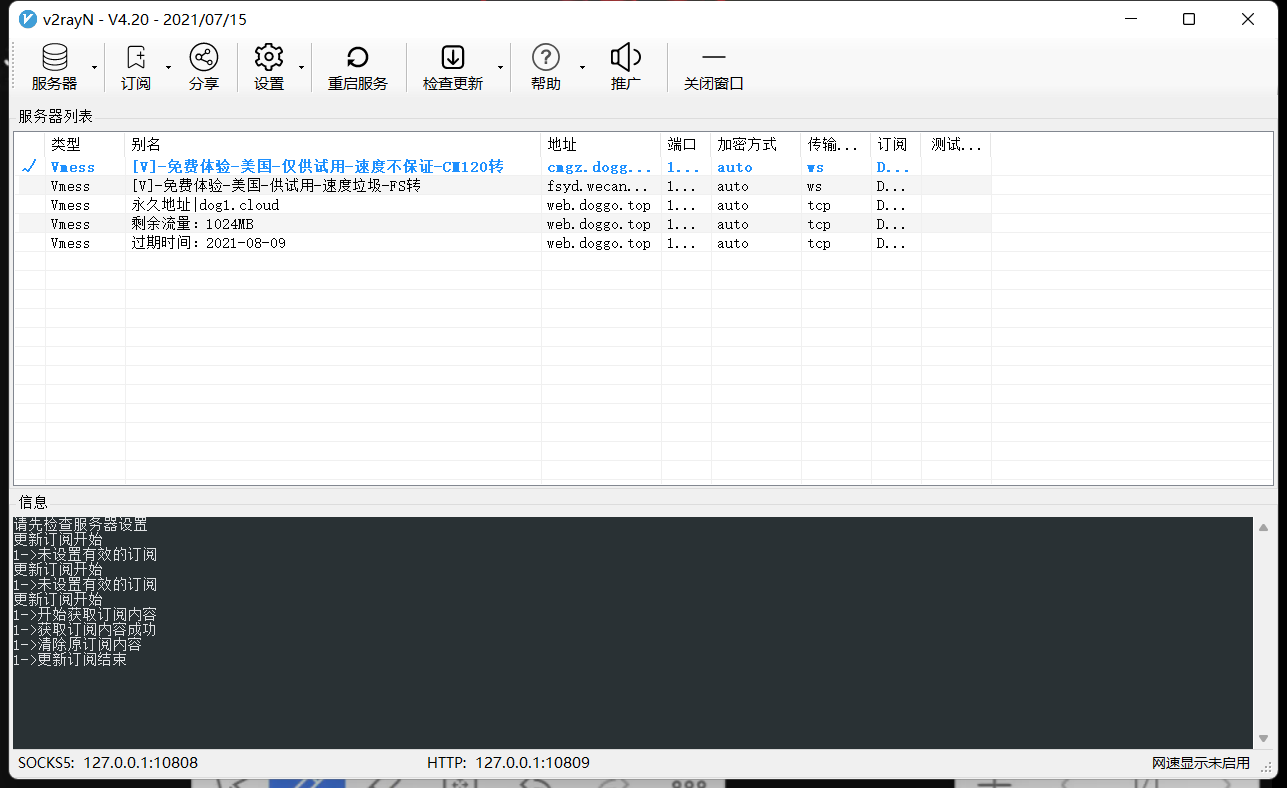 v2rayN - V4.20 - 2021/07/15
服务器 订阅 分享 设置 重启服务 检查更新 帮助 推广 关闭窗口
服务器列表
类型 别名 地址 端口 加密方式 传输... 订阅 测试...
Vmess [V]-免费体验-美国-仅供试用-速度不保证-CM120转 cmgz.dogg... 1... auto ws D...
Vmess [V]-免费体验-美国-供试用-速度垃圾-FS转 fsyd.wecan... 1... auto ws D...
Vmess 永久地址|dog1.cloud web.doggo.top 1... auto tcp D...
Vmess 剩余流量：1024MB web.doggo.top 1... auto tcp D...
Vmess 过期时间：2021-08-09 web.doggo.top 1... auto tcp D...
信息
请先检查服务器设置
更新订阅开始
1->未设置有效的订阅
更新订阅开始
1->未设置有效的订阅
更新订阅开始
1->开始获取订阅内容
1->获取订阅内容成功
1->清除原订阅内容
1->更新订阅结束
SOCKS5: 127.0.0.1:10808 HTTP: 127.0.0.1:10809 网速显示未启用